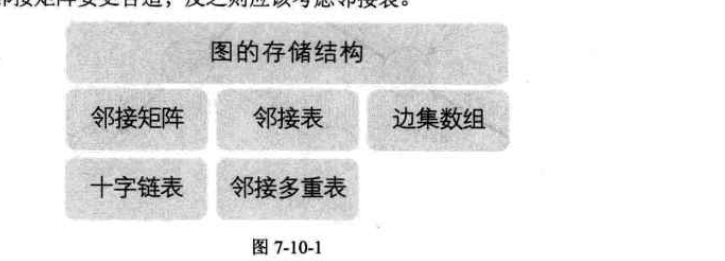 邻接矩阵要更合适，反之则应该考虑邻接表。
图的存储结构
邻接矩阵 邻接表 边集数组
十字链表 邻接多重表
图 7-10-1